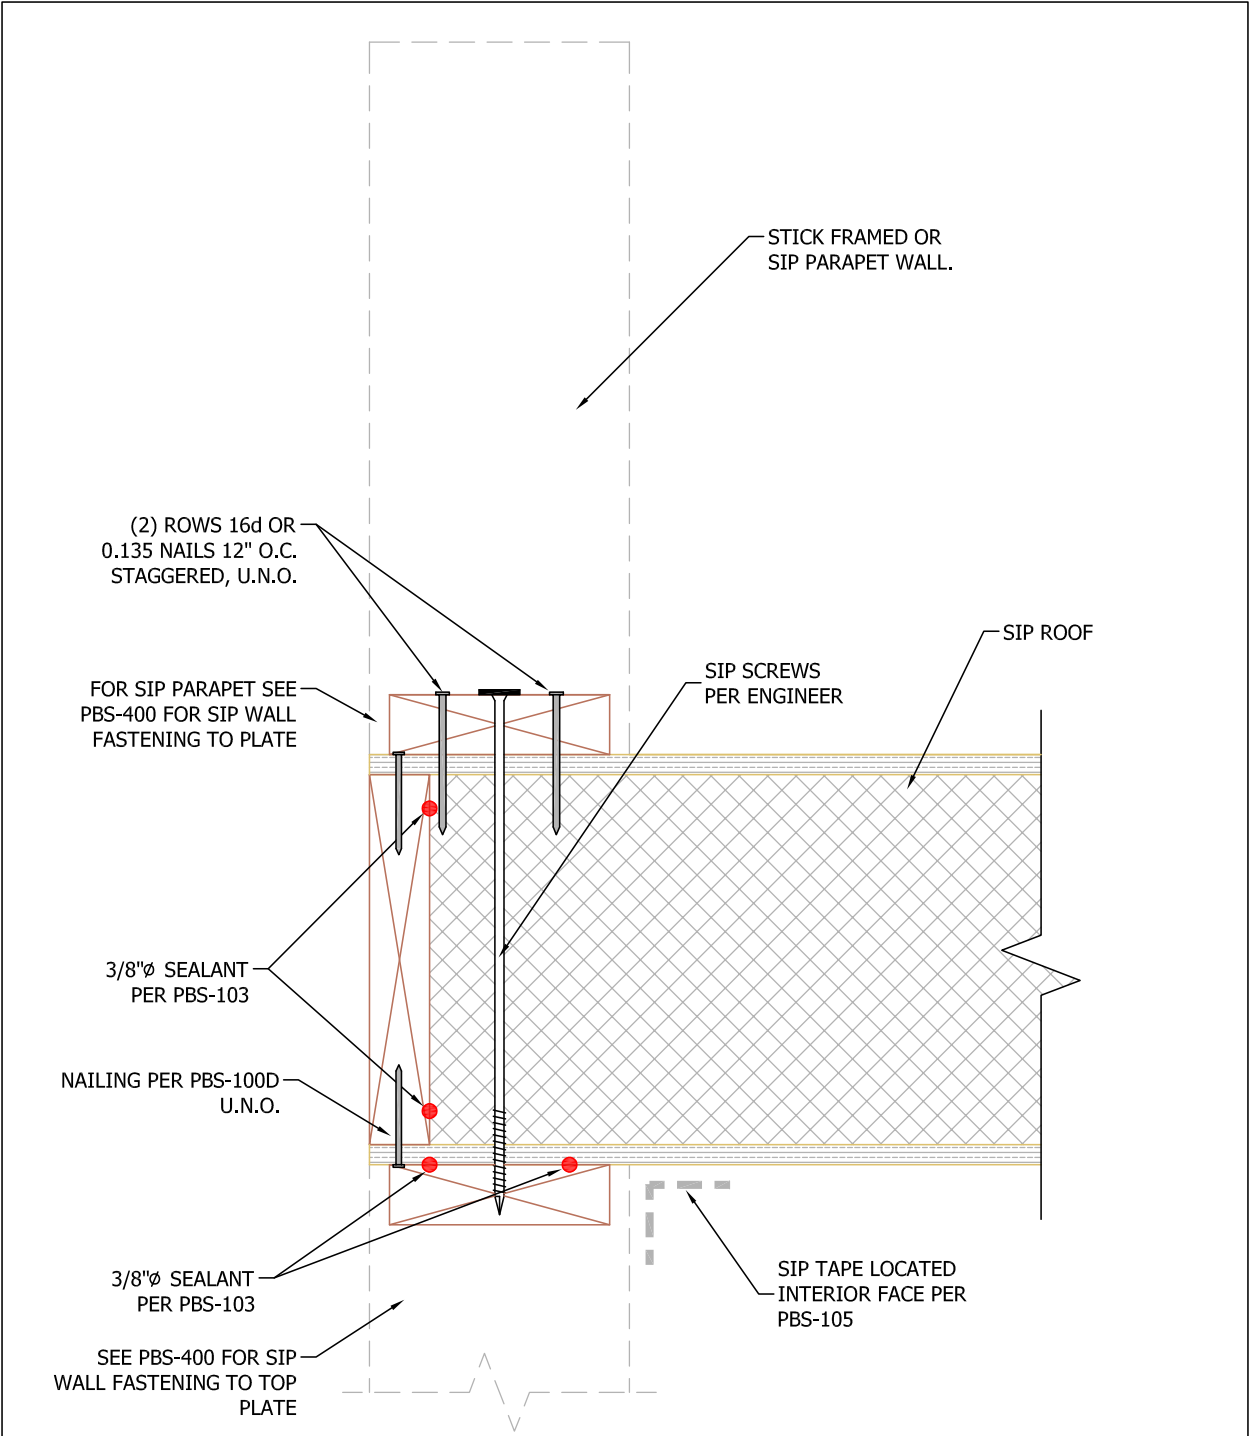 STICK FRAMED OR
SIP PARAPET WALL.
(2) ROWS 16d OR
0.135 NAILS 12" O.C.
STAGGERED, U.N.O.
SIP ROOF
SIP SCREWS
PER ENGINEER
FOR SIP PARAPET SEE
PBS-400 FOR SIP WALL
FASTENING TO PLATE
3/8"Ø SEALANT
PER PBS-103
NAILING PER PBS-100D
U.N.O.
3/8"Ø SEALANT
PER PBS-103
SIP TAPE LOCATED
INTERIOR FACE PER
PBS-105
SEE PBS-400 FOR SIP
WALL FASTENING TO TOP
PLATE